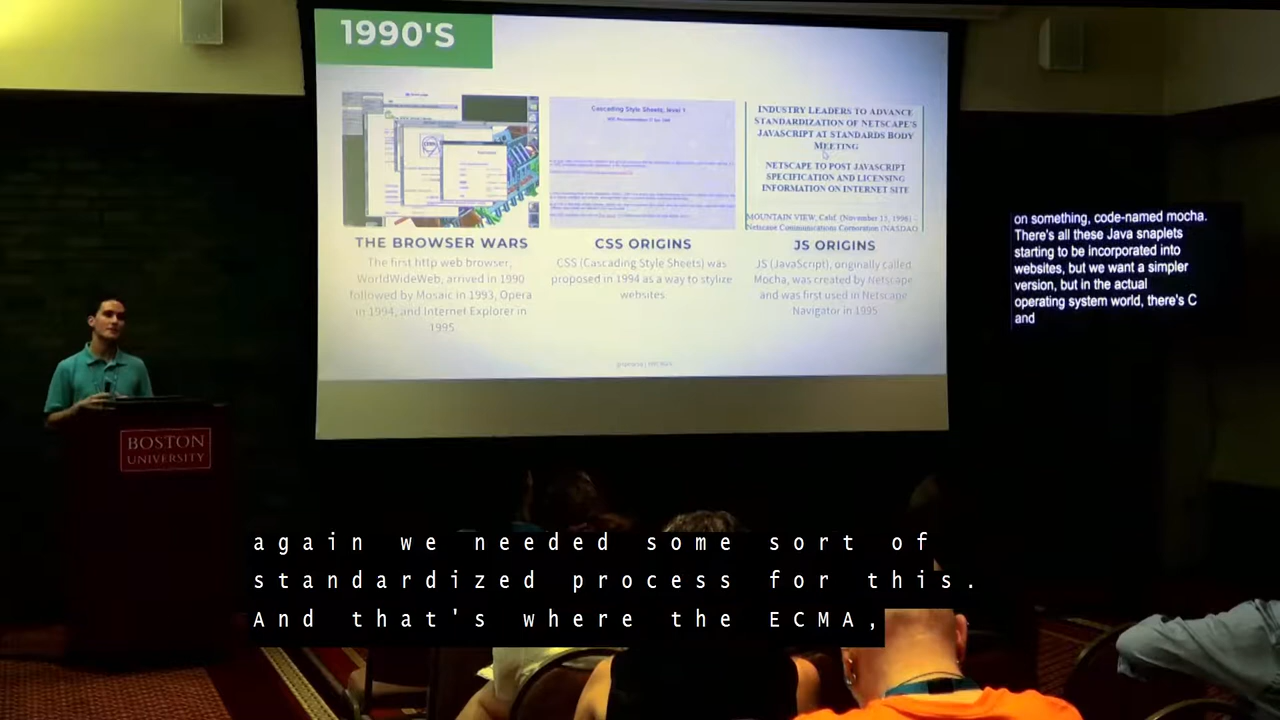 1990'S
Cascading Style Sheets, level 1
INDUSTRY LEADERS TO ADVANCE
STANDARDIZATION OF NETSCAPE'S
JAVASCRIPT AT STANDARDS BODY
MEETING
NETSCAPE TO POST JAVASCRIPT
SPECIFICATION AND LICENSING
INFORMATION ON INTERNET SITE
MOUNTAIN VIEW, Calif. (November 15, 1996) -
Netscape Communications Corporation (NASDAQ
THE BROWSER WARS
The first http web browser,
WorldWideWeb, arrived in 1990
followed by Mosaic in 1993, Opera
in 1994, and Internet Explorer in
1995.
CSS ORIGINS
CSS (Cascading Style Sheets) was
proposed in 1994 as a way to stylize
websites
JS ORIGINS
JS (JavaScript), originally called
Mocha, was created by Netscape
and was first used in Netscape
Navigator in 1995
on something, code-named mocha.
There's all these Java snaplets
starting to be incorporated into
websites, but we want a simpler
version, but in the actual
operating system world, there's C
and
BOSTON
UNIVERSITY
again we needed some sort of
standardized process for this.
And that's where the ECMA,